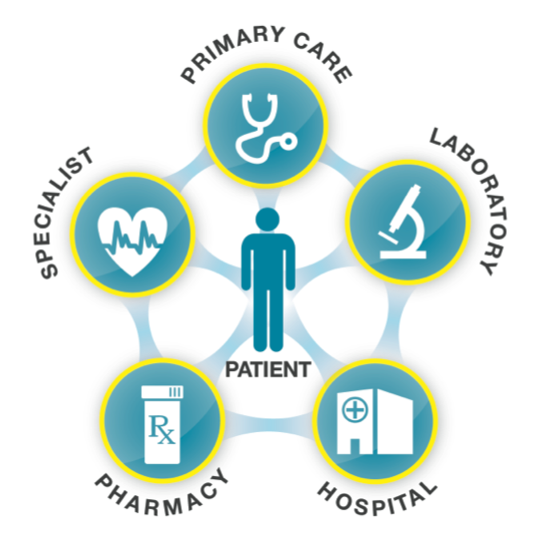 PRIMARY CARE
LABORATORY
SPECIALIST
PATIENT
Rx
PHARMACY
HOSPITAL